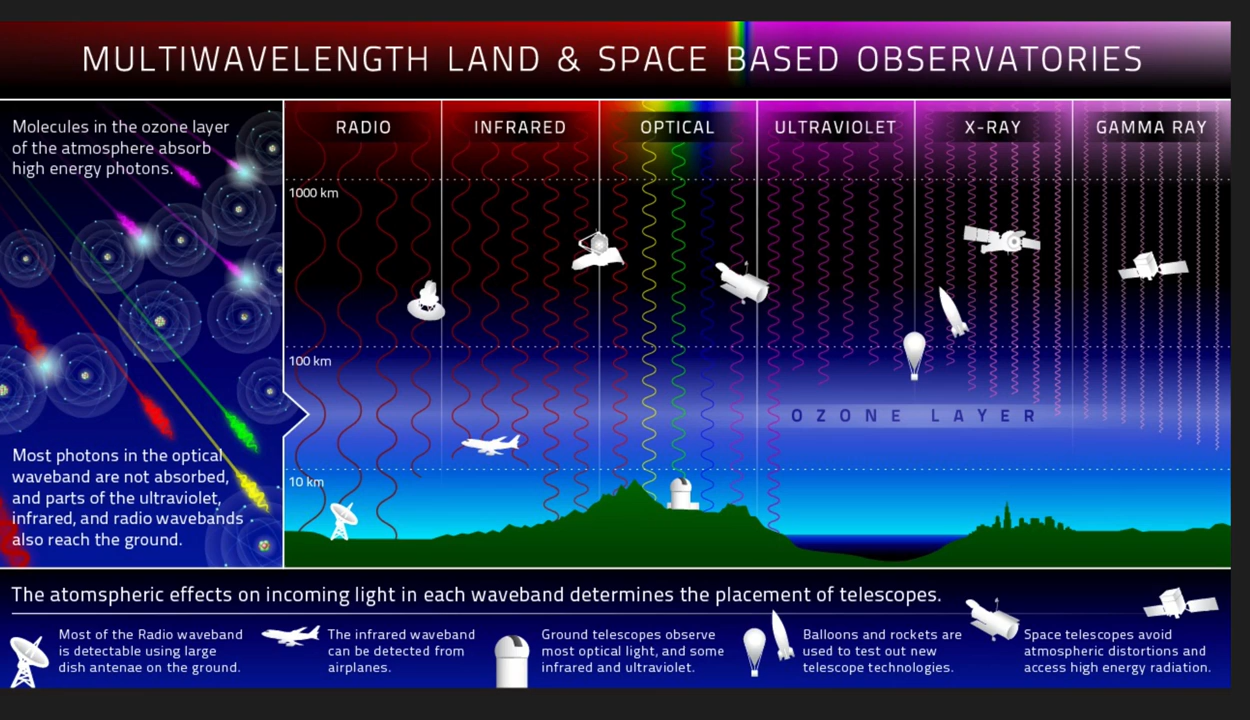 MULTIWAVELENGTH LAND & SPACE BASED OBSERVATORIES
Molecules in the ozone layer
of the atmosphere absorb
high energy photons.
Most photons in the optical
waveband are not absorbed,
and parts of the ultraviolet,
infrared, and radio wavebands
also reach the ground.
RADIO
INFRARED
OPTICAL
ULTRAVIOLET
X-RAY
GAMMA RAY
1000 km
100 km
OZONE LAYER
10 km
The atomspheric effects on incoming light in each waveband determines the placement of telescopes.
Most of the Radio waveband
is detectable using large
dish antenae on the ground.
The infrared waveband
can be detected from
airplanes.
Ground telescopes observe
most optical light, and some
infrared and ultraviolet.
Balloons and rockets are
used to test out new
telescope technologies.
Space telescopes avoid
atmospheric distortions and
access high energy radiation.